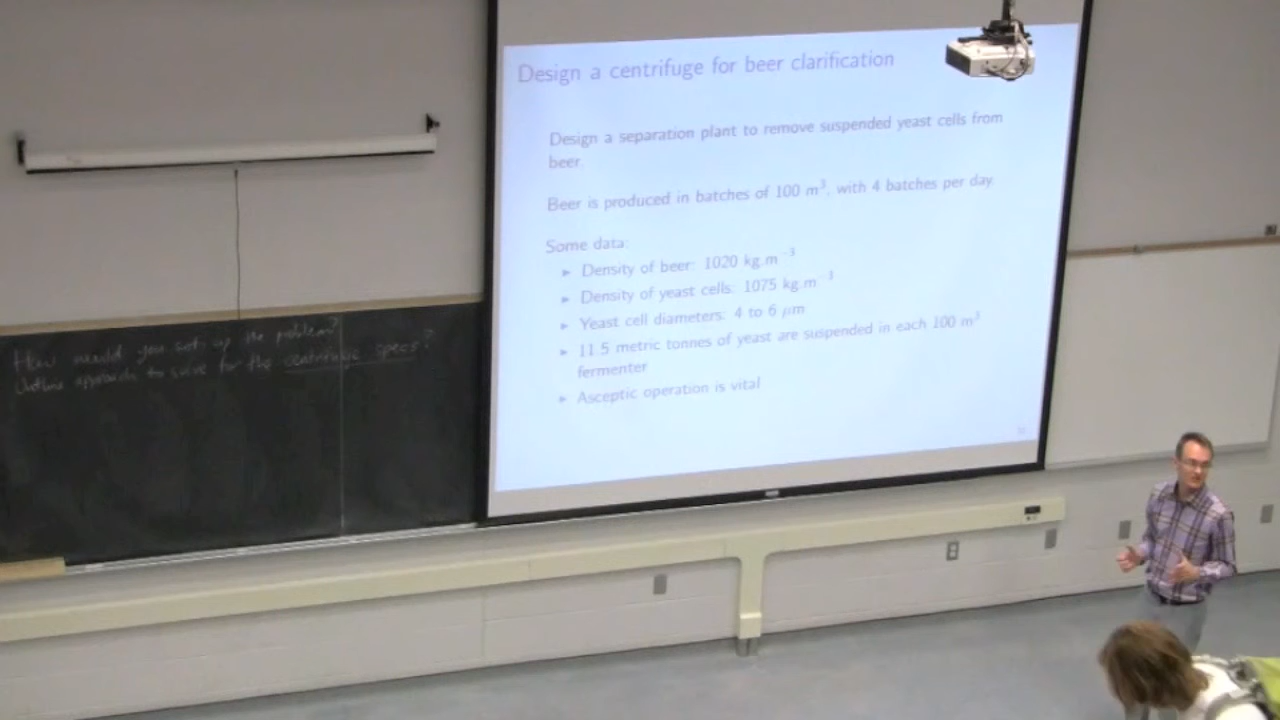 Design a centrifuge for beer clarification
Design a separation plant to remove suspended yeast cells from
beer.
Beer is produced in batches of 100 m³, with 4 batches per day.
Some data:
▶ Density of beer: 1020 kg.m⁻³
▶ Density of yeast cells: 1075 kg.m⁻³
▶ Yeast cell diameters: 4 to 6 μm
▶ 11.5 metric tonnes of yeast are suspended in each 100 m³
fermenter
▶ Asceptic operation is vital
How would you set up the problem?
Outline approach to solve for the centrifuge specs?